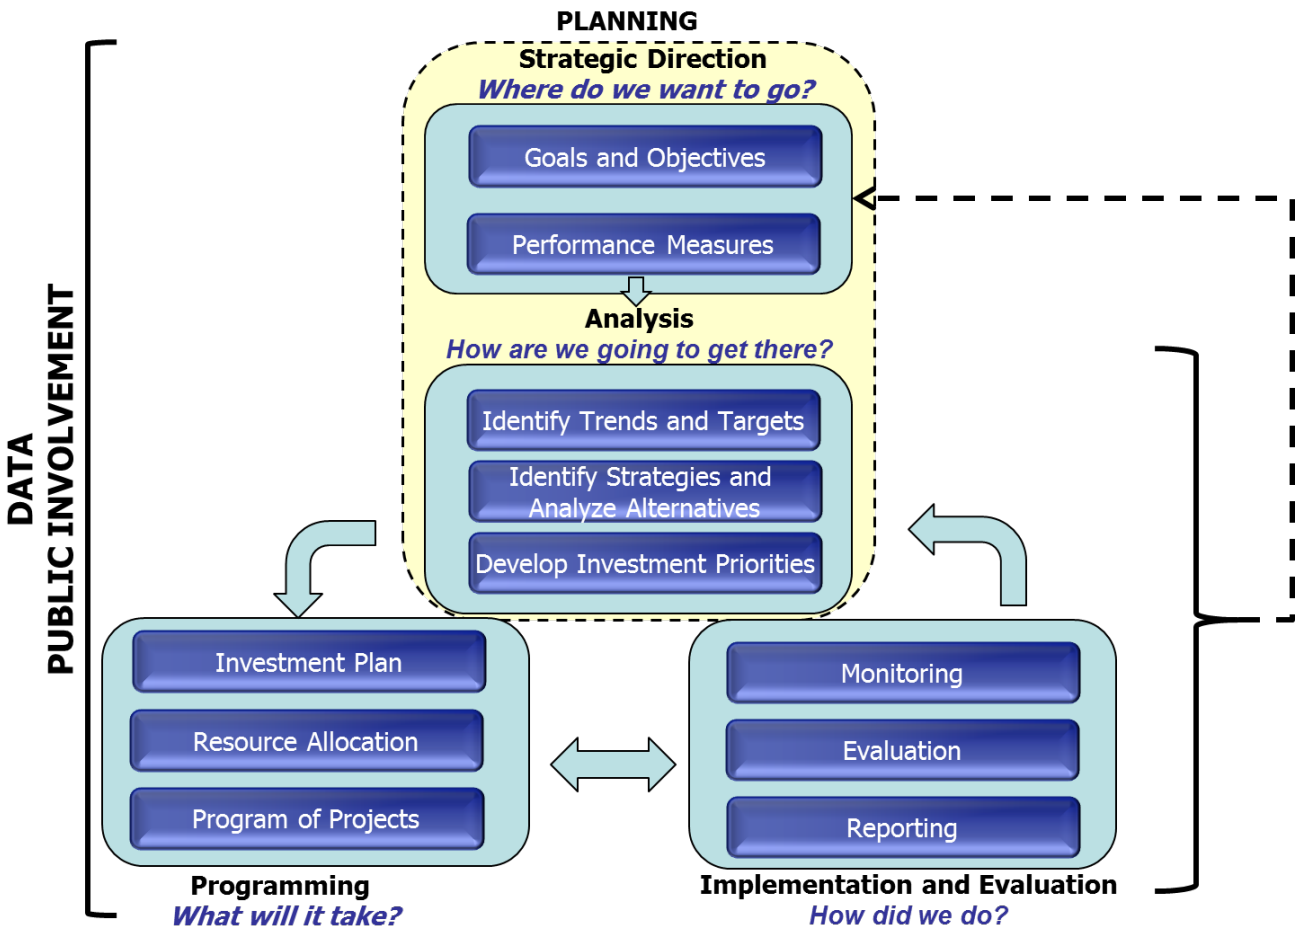 PLANNING
Strategic Direction
Where do we want to go?
Goals and Objectives
Performance Measures
Analysis
How are we going to get there?
Identify Trends and Targets
Identify Strategies and
Analyze Alternatives
Develop Investment Priorities
DATA
PUBLIC INVOLVEMENT
Investment Plan
Resource Allocation
Program of Projects
Programming
What will it take?
Monitoring
Evaluation
Reporting
Implementation and Evaluation
How did we do?